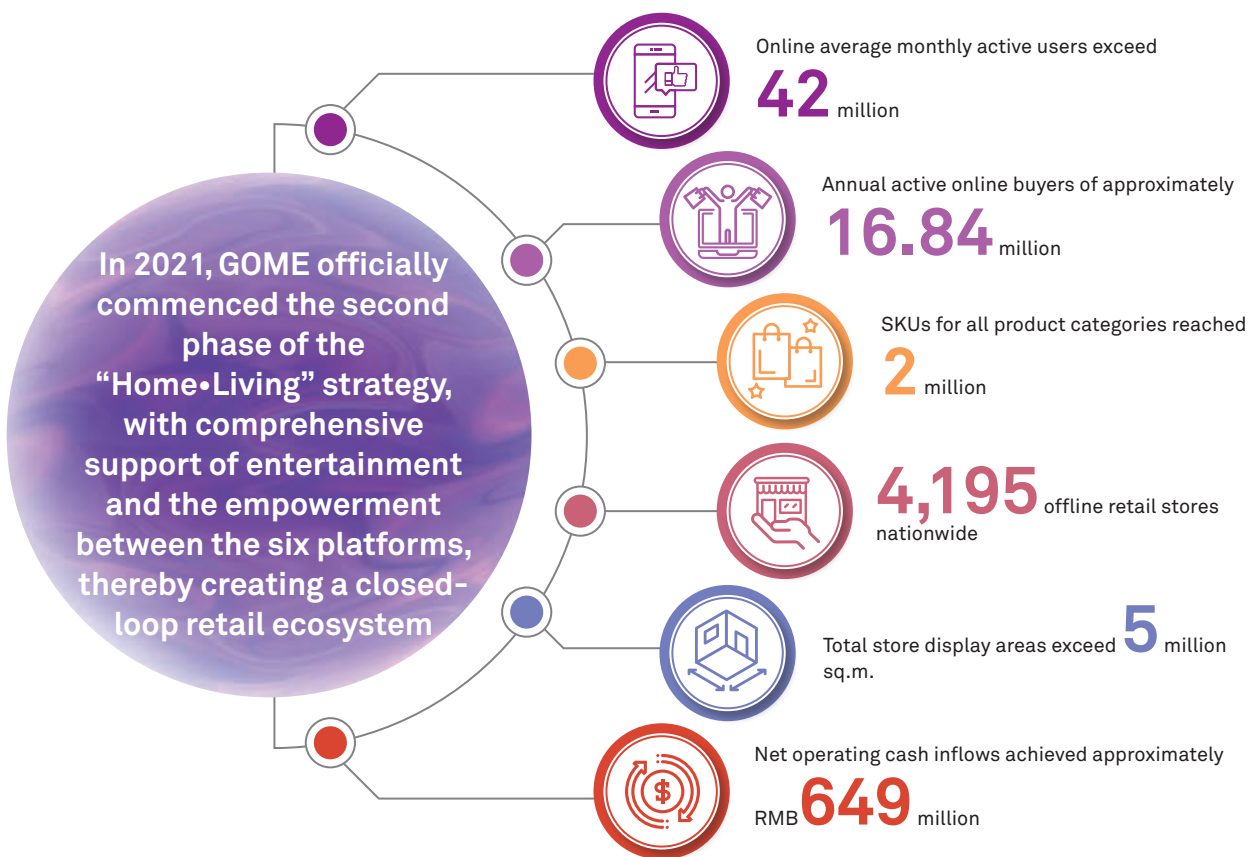 In 2021, GOME officially
commenced the second
phase of the
“Home•Living” strategy,
with comprehensive
support of entertainment
and the empowerment
between the six platforms,
thereby creating a closed-
loop retail ecosystem
Online average monthly active users exceed
42 million
Annual active online buyers of approximately
16.84 million
SKUs for all product categories reached
2 million
4,195 offline retail stores
nationwide
Total store display areas exceed 5 million
sq.m.
$
Net operating cash inflows achieved approximately
RMB 649 million